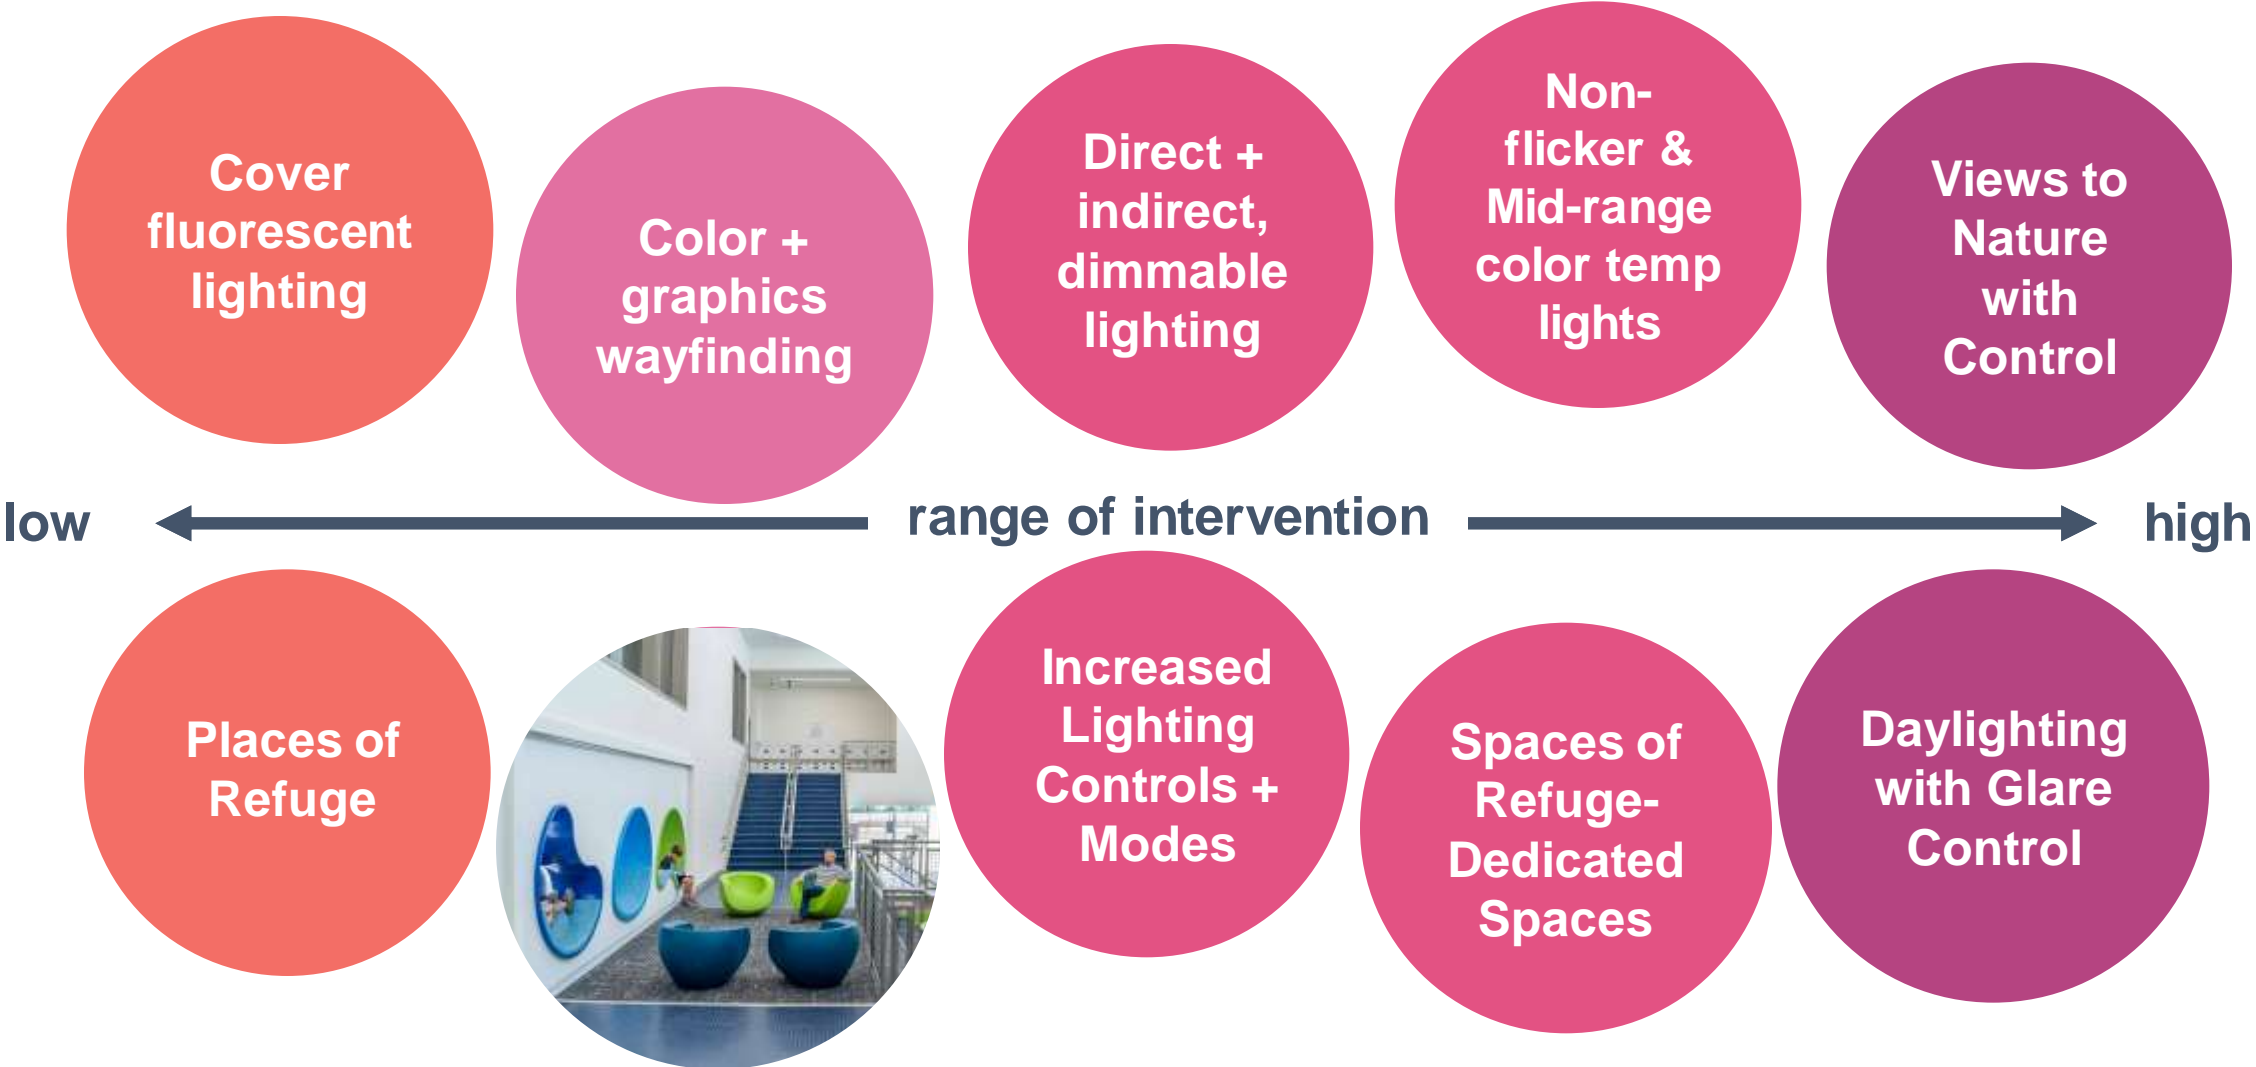 Cover
fluorescent
lighting
Color +
graphics
wayfinding
Direct +
indirect,
dimmable
lighting
Non-
flicker &
Mid-range
color temp
lights
Views to
Nature
with
Control
low
range of intervention
high
Places of
Refuge
Increased
Lighting
Controls +
Modes
Spaces of
Refuge-
Dedicated
Spaces
Daylighting
with Glare
Control